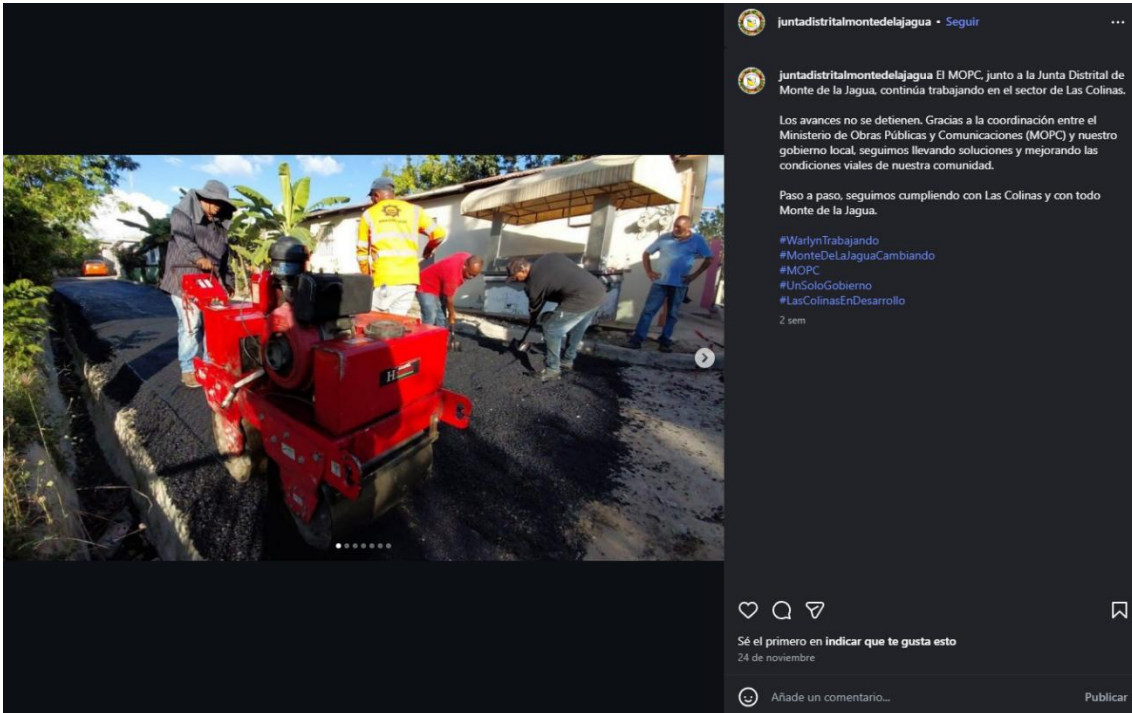 juntadistritalmontedelajagua • Seguir
juntadistritalmontedelajagua El MOPC, junto a la Junta Distrital de
Monte de la Jagua, continúa trabajando en el sector de Las Colinas.
Los avances no se detienen. Gracias a la coordinación entre el
Ministerio de Obras Públicas y Comunicaciones (MOPC) y nuestro
gobierno local, seguimos llevando soluciones y mejorando las
condiciones viales de nuestra comunidad.
Paso a paso, seguimos cumpliendo con Las Colinas y con todo
Monte de la Jagua.
#WarlynTrabajando
#MonteDeLaJaguaCambiando
#MOPC
#UnSoloGobierno
#LasColinasEnDesarrollo
2 sem
Sé el primero en indicar que te gusta esto
24 de noviembre
Añade un comentario...
Publicar